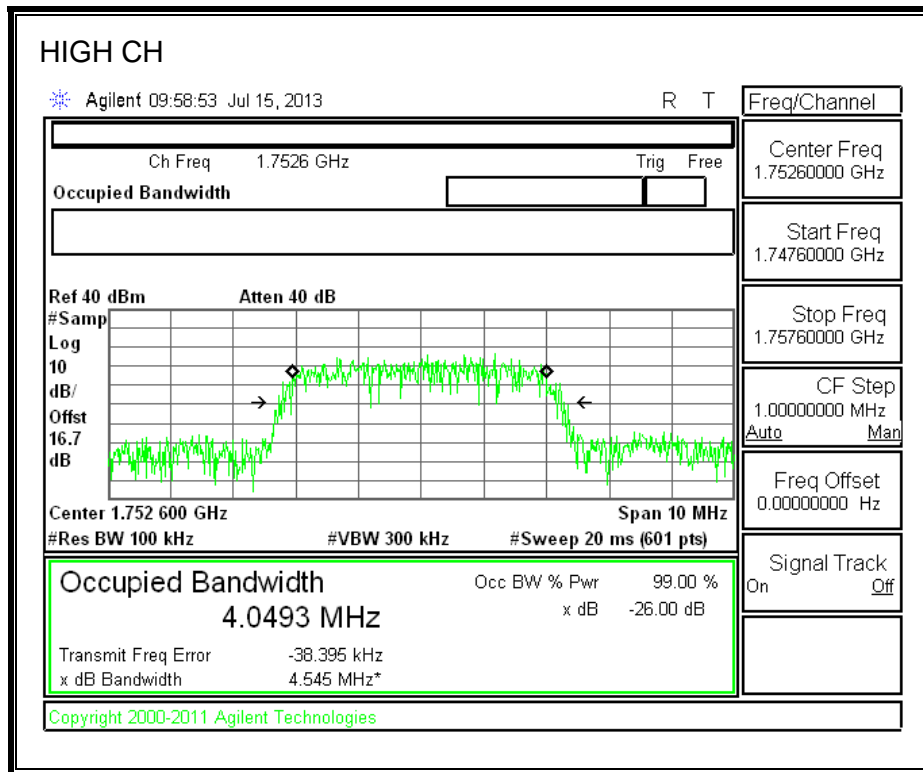 HIGH CH
Agilent 09:58:53 Jul 15, 2013 R T
Freq/Channel
Ch Freq 1.7526 GHz Trig Free
Occupied Bandwidth
Center Freq
1.75260000 GHz
Start Freq
1.74760000 GHz
Stop Freq
1.75760000 GHz
CF Step
1.00000000 MHz
Auto Man
Freq Offset
0.00000000 Hz
Signal Track
On Off
Ref 40 dBm Atten 40 dB
#Samp
Log
10
dB/
Offst
16.7
dB
Center 1.752 600 GHz Span 10 MHz
#Res BW 100 kHz #VBW 300 kHz #Sweep 20 ms (601 pts)
Occupied Bandwidth Occ BW % Pwr 99.00 %
4.0493 MHz x dB -26.00 dB
Transmit Freq Error -38.395 kHz
x dB Bandwidth 4.545 MHz*
Copyright 2000-2011 Agilent Technologies